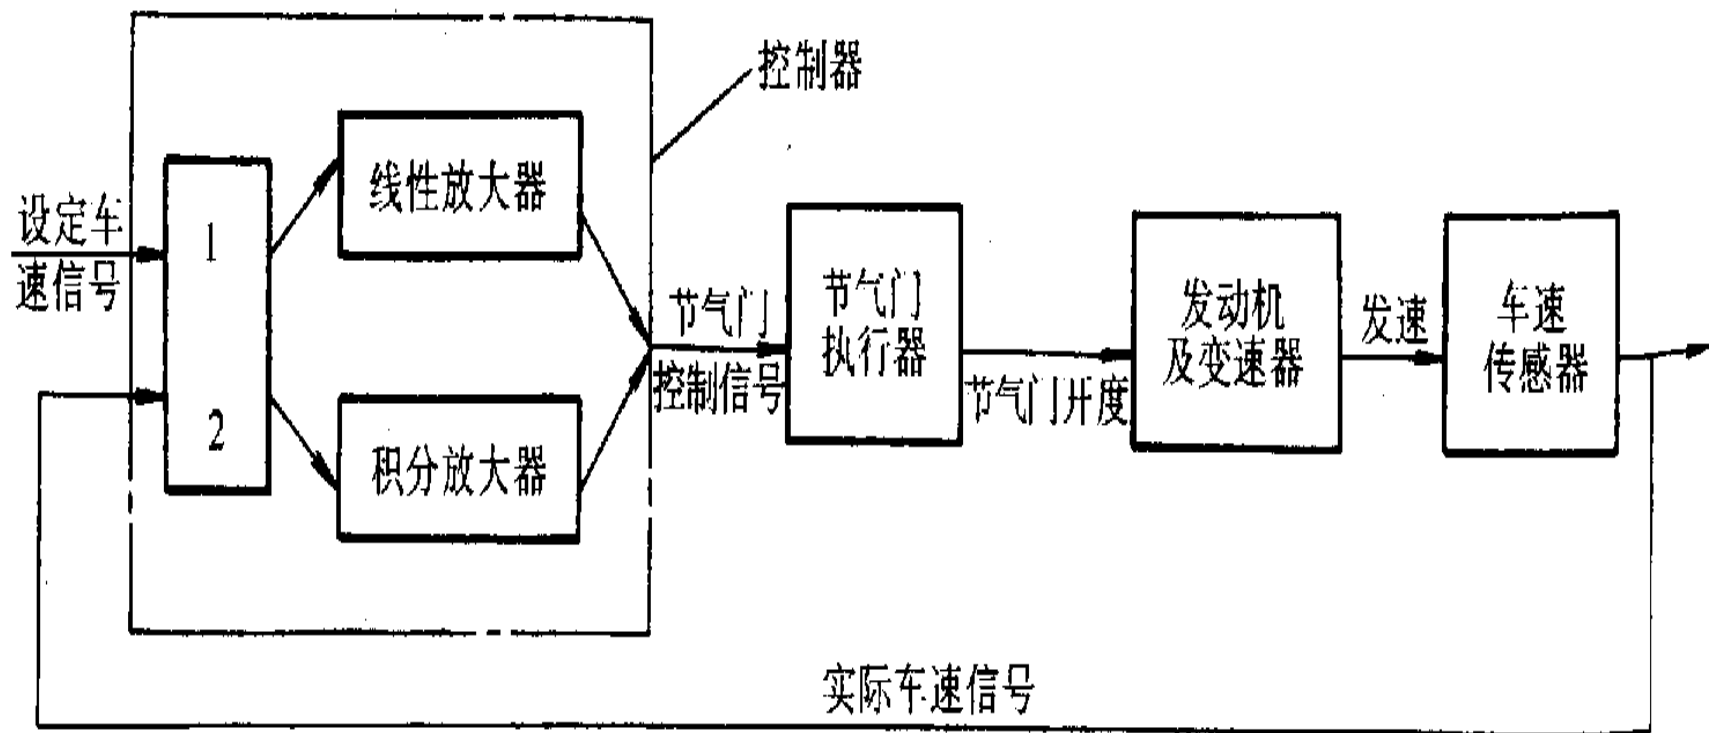 控制器
线性放大器
设定车
速信号
1
2
积分放大器
节气门
控制信号
节气门
执行器
节气门开度
发动机
及变速器
发速
车速
传感器
实际车速信号